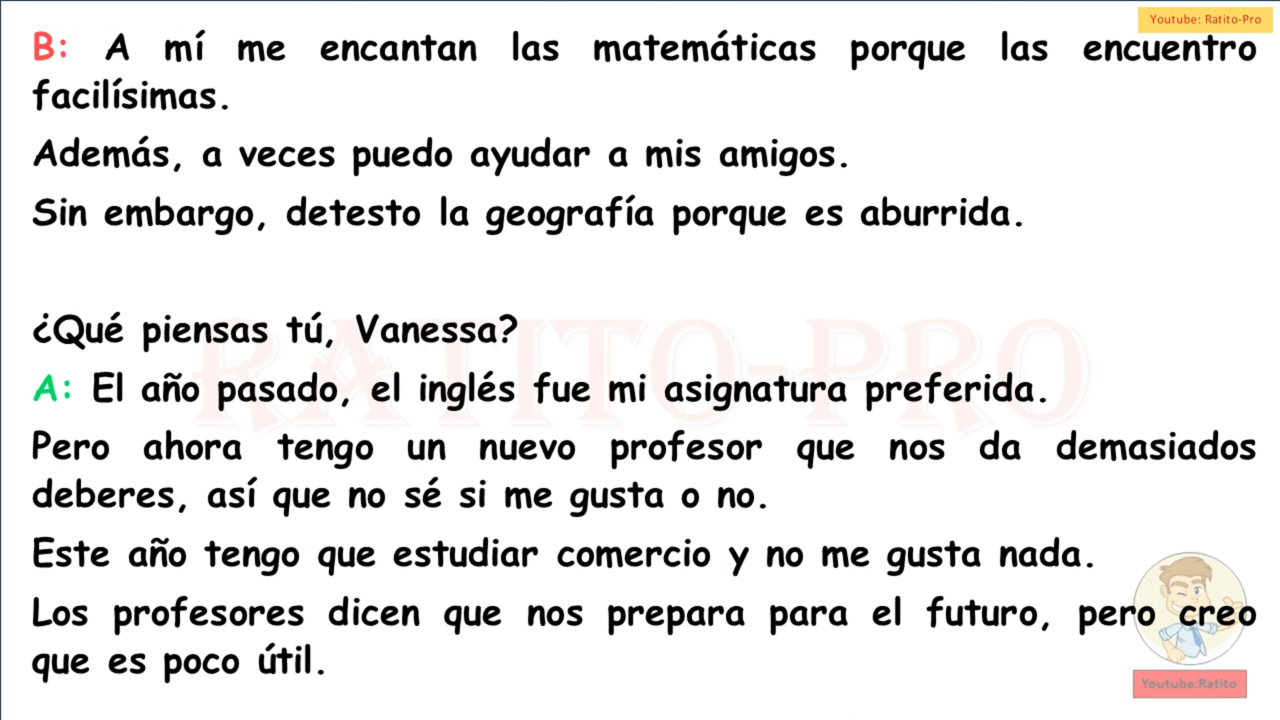 Youtube: Ratito-Pro
B: A mí me encantan las matemáticas porque las encuentro
facilísimas.
Además, a veces puedo ayudar a mis amigos.
Sin embargo, detesto la geografía porque es aburrida.
¿Qué piensas tú, Vanessa?
RATITO-PRO
A: El año pasado, el inglés fue mi asignatura preferida.
Pero ahora tengo un nuevo profesor que nos da demasiados
deberes, así que no sé si me gusta o no.
Este año tengo que estudiar comercio y no me gusta nada.
Los profesores dicen que nos prepara para el futuro, pero creo
que es poco útil.
Youtube:Ratito